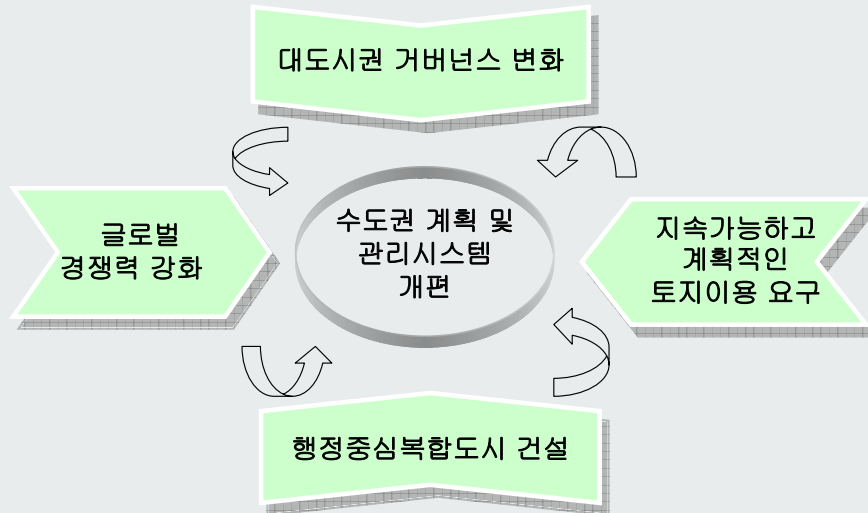 대도시권 거버넌스 변화
글로벌
경쟁력 강화
수도권 계획 및
관리시스템
개편
지속가능하고
계획적인
토지이용 요구
행정중심복합도시 건설